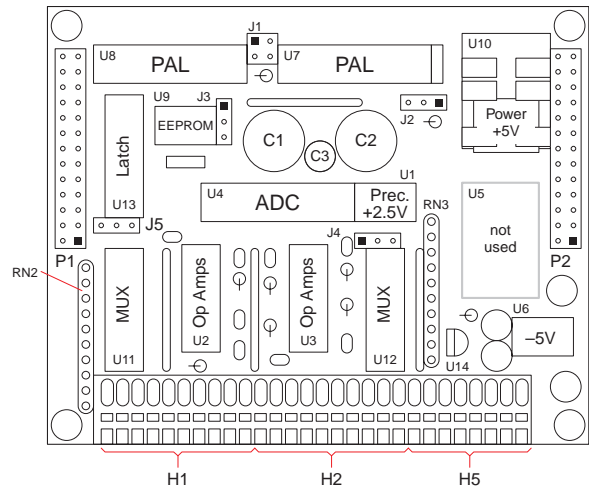 J1
U8
PAL
U7
PAL
U10
U9
J3
EEPROM
J2
Power
+5V
C1
C2
C3
Latch
U13
U4
ADC
U1
Prec.
+2.5V
RN3
U5
not
used
J5
J4
P1
P2
RN2
MUX
U11
Op Amps
U2
Op Amps
U3
MUX
U12
U6
–5V
U14
H1
H2
H5